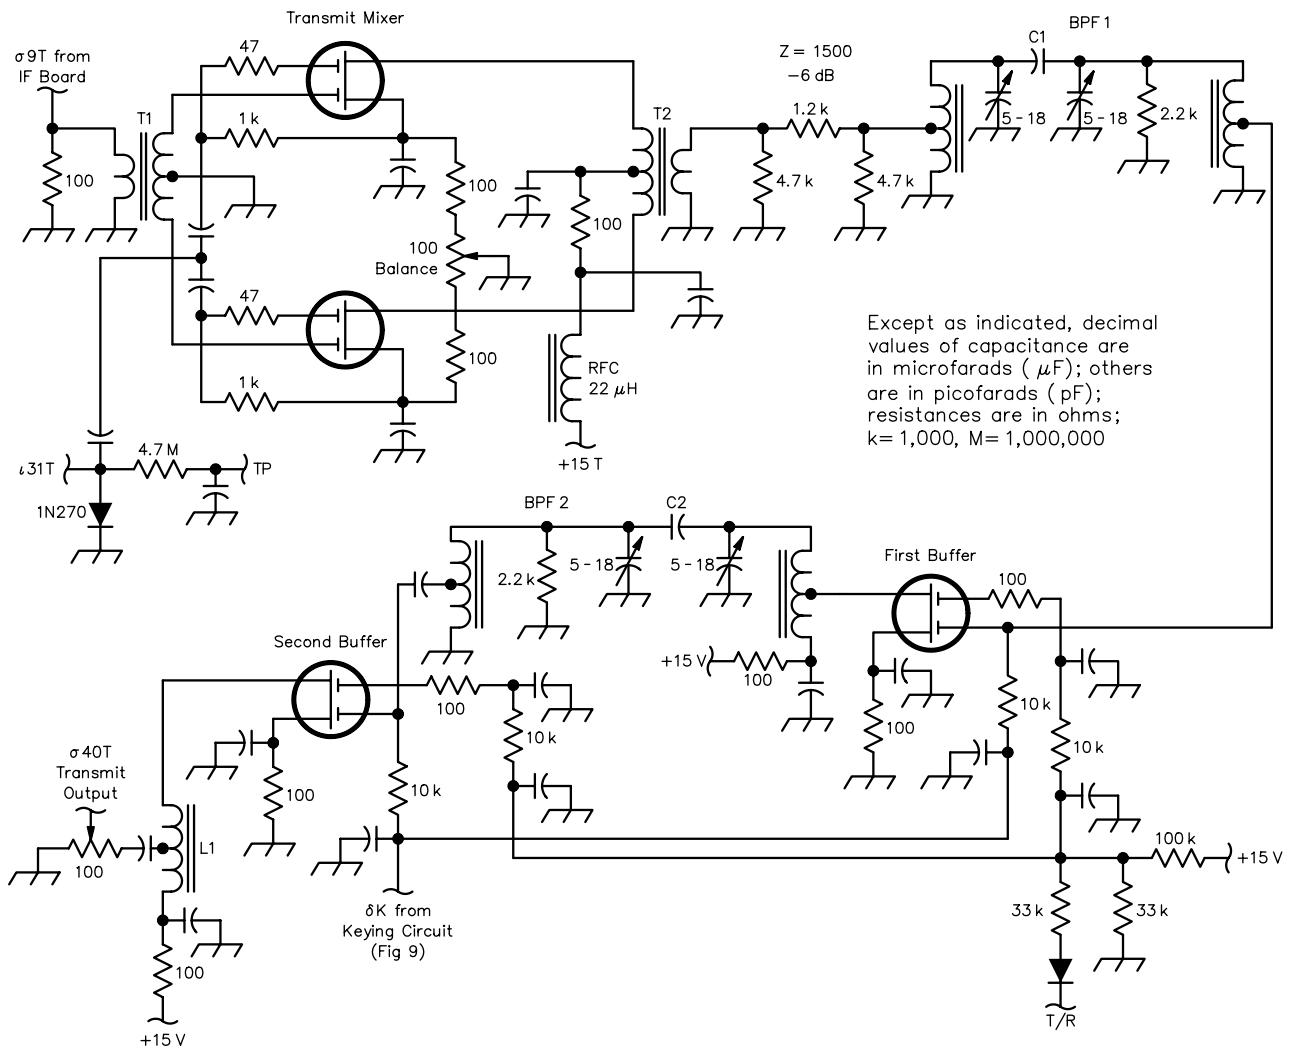 Transmit Mixer
BPF 1
σ9T from
IF Board
47
C1
Z = 1500
−6 dB
T1
1 k
T2
1.2 k
5 - 18
5 - 18
2.2 k
100
100
4.7 k
4.7 k
100
100
Balance
47
100
RFC
22 μH
1 k
+15 T
Except as indicated, decimal
values of capacitance are
in microfarads ( μF); others
are in picofarads ( pF);
resistances are in ohms;
k= 1,000, M= 1,000,000
4.7 M
ι31T
TP
1N270
BPF 2
C2
First Buffer
2.2 k
5 - 18
5 - 18
100
Second Buffer
+15 V
100
100
10 k
100
10 k
10 k
σ40T
Transmit
Output
100
10 k
100
L1
100 k
+15 V
δK from
Keying Circuit
(Fig 9)
33 k
33 k
100
+15 V
T/R